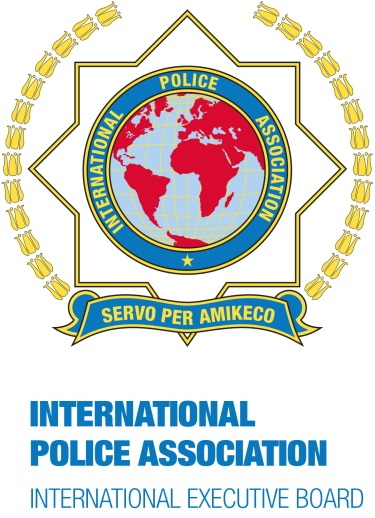 INTERNATIONAL POLICE ASSOCIATION
SERVO PER AMIKECO
INTERNATIONAL
POLICE ASSOCIATION
INTERNATIONAL EXECUTIVE BOARD